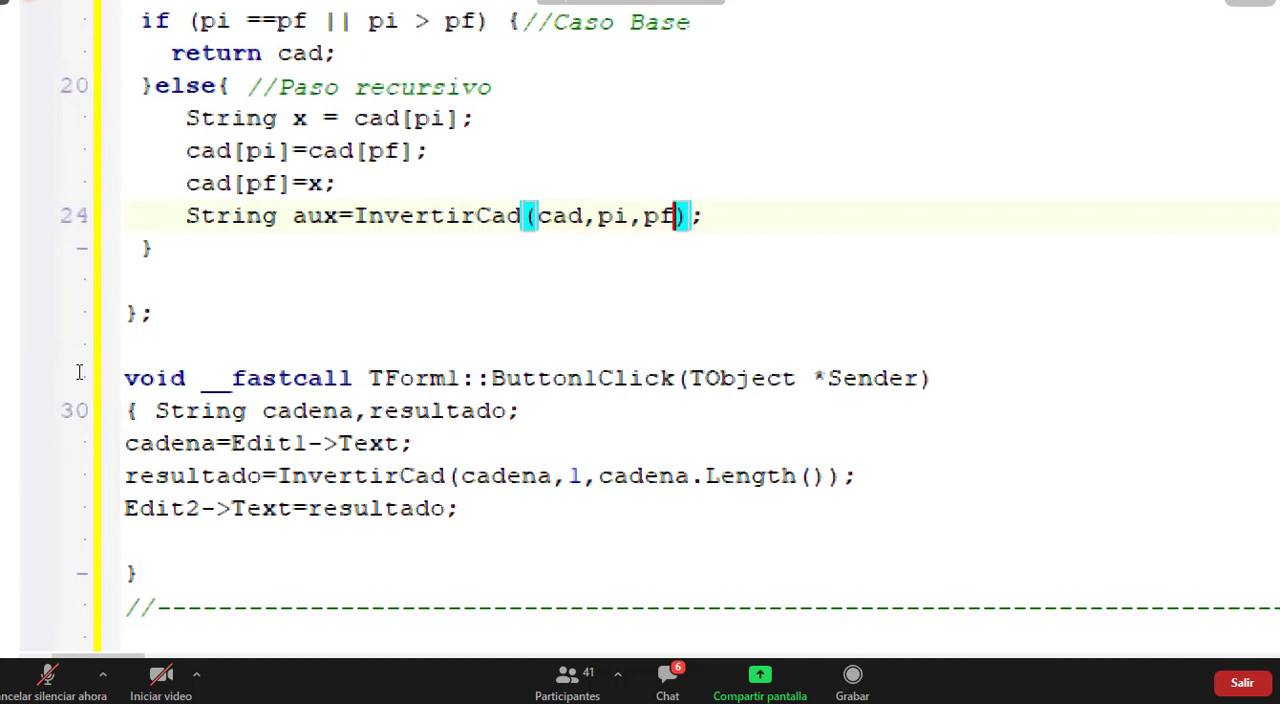 if (pi ==pf || pi > pf) {//Caso Base
return cad;
20 }else{ //Paso recursivo
String x = cad[pi];
cad[pi]=cad[pf];
cad[pf]=x;
24 String aux=InvertirCad(cad,pi,pf);
}
};
void __fastcall TForm1::Button1Click(TObject *Sender)
30 { String cadena,resultado;
cadena=Edit1->Text;
resultado=InvertirCad(cadena,1,cadena.Length());
Edit2->Text=resultado;
}
//--------------------------------------------------------------------------
ancelar silenciar ahora
Iniciar video
41
Participantes
6
Chat
Compartir pantalla
Grabar
Salir